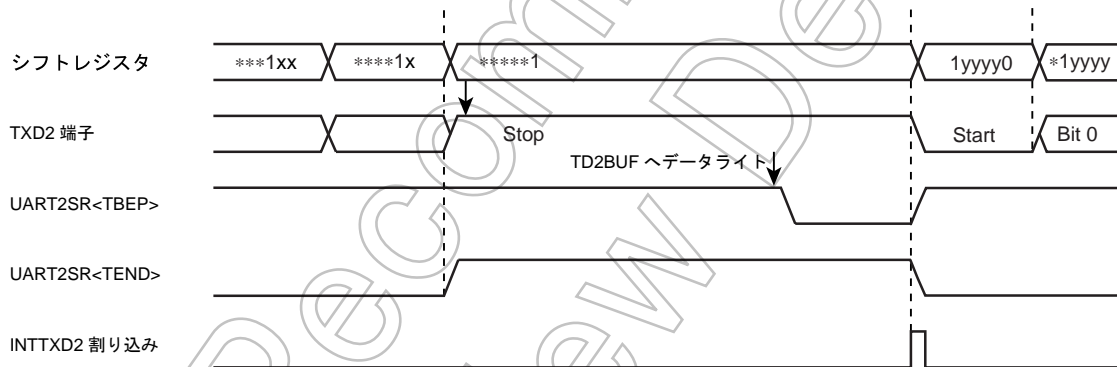 シフトレジスタ ***1xx ****1x *****1 1yyyy0 *1yyyy
TXD2 端子 Stop Start Bit 0
TD2BUF へデータライト
UART2SR<TBEP>
UART2SR<TEND>
INTTXD2 割り込み